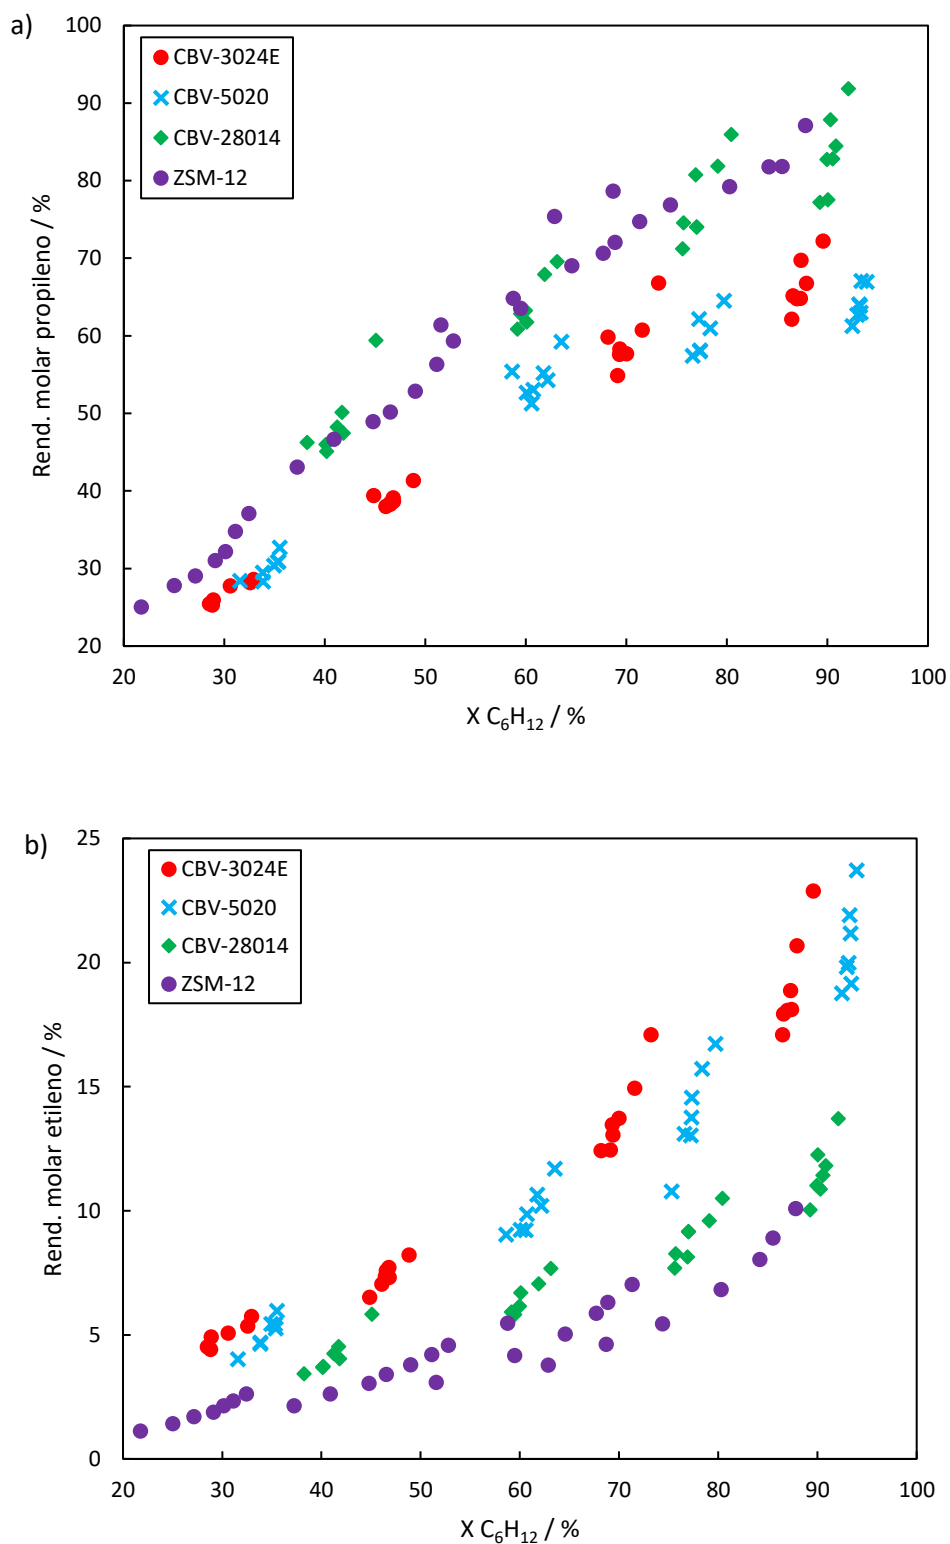 a)
100
90
80
70
60
50
40
30
20
Rend. molar propileno / %
CBV-3024E
CBV-5020
CBV-28014
ZSM-12
20 30 40 50 60 70 80 90 100
X C₆H₁₂ / %
b)
25
20
15
10
5
0
Rend. molar etileno / %
CBV-3024E
CBV-5020
CBV-28014
ZSM-12
20 30 40 50 60 70 80 90 100
X C₆H₁₂ / %